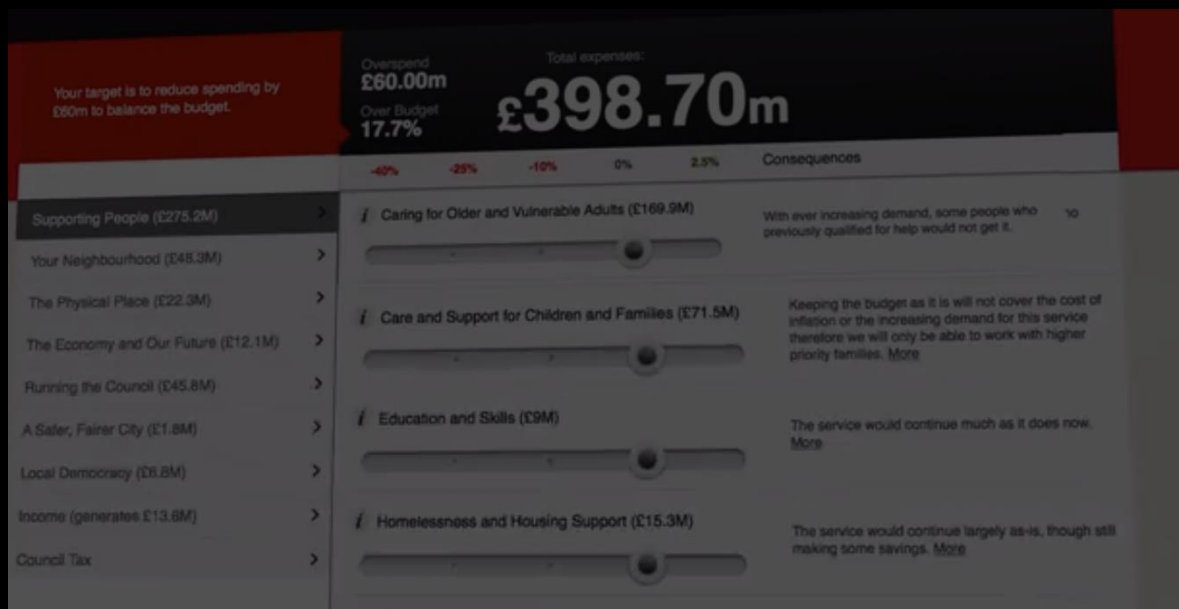 Your target is to reduce spending by
£60m to balance the budget.
Overspend
£60.00m
Over Budget
17.7%
Total expenses:
£398.70m
-40%
-25%
-10%
0%
2.5%
Consequences
Supporting People (£275.2M)
Your Neighbourhood (£48.3M)
The Physical Place (£22.3M)
The Economy and Our Future (£12.1M)
Running the Council (£45.8M)
A Safer, Fairer City (£1.8M)
Local Democracy (£6.8M)
Income (generates £13.6M)
Council Tax
i Caring for Older and Vulnerable Adults (£169.9M)
With ever increasing demand, some people who
previously qualified for help would not get it.
i Care and Support for Children and Families (£71.5M)
Keeping the budget as it is will not cover the cost of
inflation or the increasing demand for this service
therefore we will only be able to work with higher
priority families. More
i Education and Skills (£9M)
The service would continue much as it does now.
More
i Homelessness and Housing Support (£15.3M)
The service would continue largely as-is, though still
making some savings. More